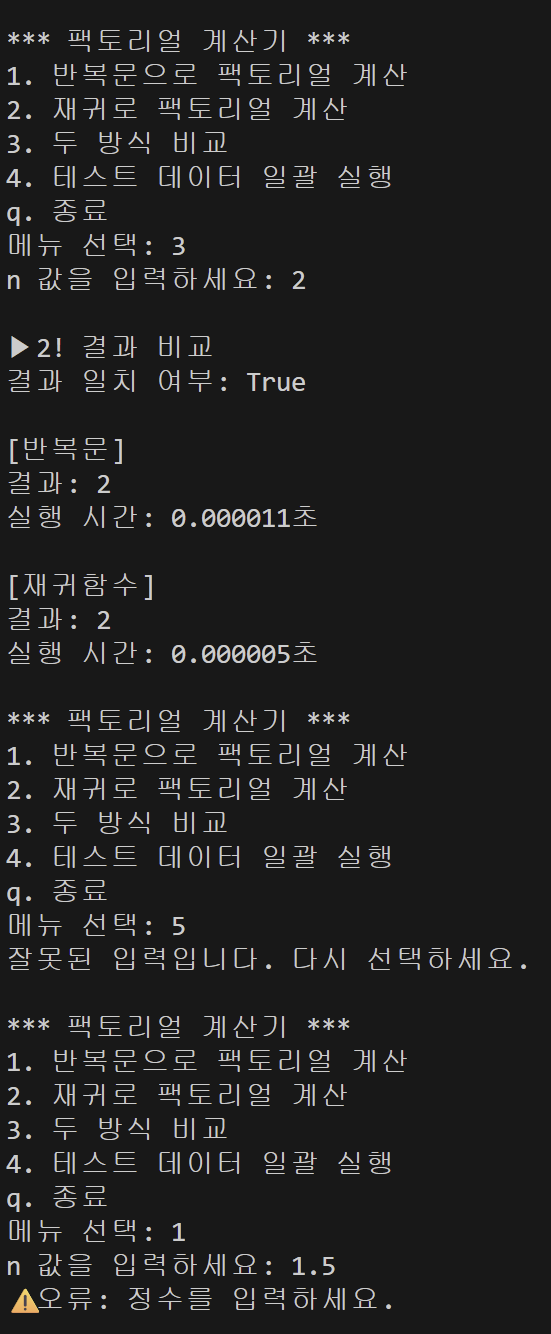 *** 팩토리얼 계산기 ***
1. 반복문으로 팩토리얼 계산
2. 재귀로 팩토리얼 계산
3. 두 방식 비교
4. 테스트 데이터 일괄 실행
q. 종료
메뉴 선택: 3
n 값을 입력하세요: 2
▶2! 결과 비교
결과 일치 여부: True
[반복문]
결과: 2
실행 시간: 0.000011초
[재귀함수]
결과: 2
실행 시간: 0.000005초
*** 팩토리얼 계산기 ***
1. 반복문으로 팩토리얼 계산
2. 재귀로 팩토리얼 계산
3. 두 방식 비교
4. 테스트 데이터 일괄 실행
q. 종료
메뉴 선택: 5
잘못된 입력입니다. 다시 선택하세요.
*** 팩토리얼 계산기 ***
1. 반복문으로 팩토리얼 계산
2. 재귀로 팩토리얼 계산
3. 두 방식 비교
4. 테스트 데이터 일괄 실행
q. 종료
메뉴 선택: 1
n 값을 입력하세요: 1.5
⚠️오류: 정수를 입력하세요.